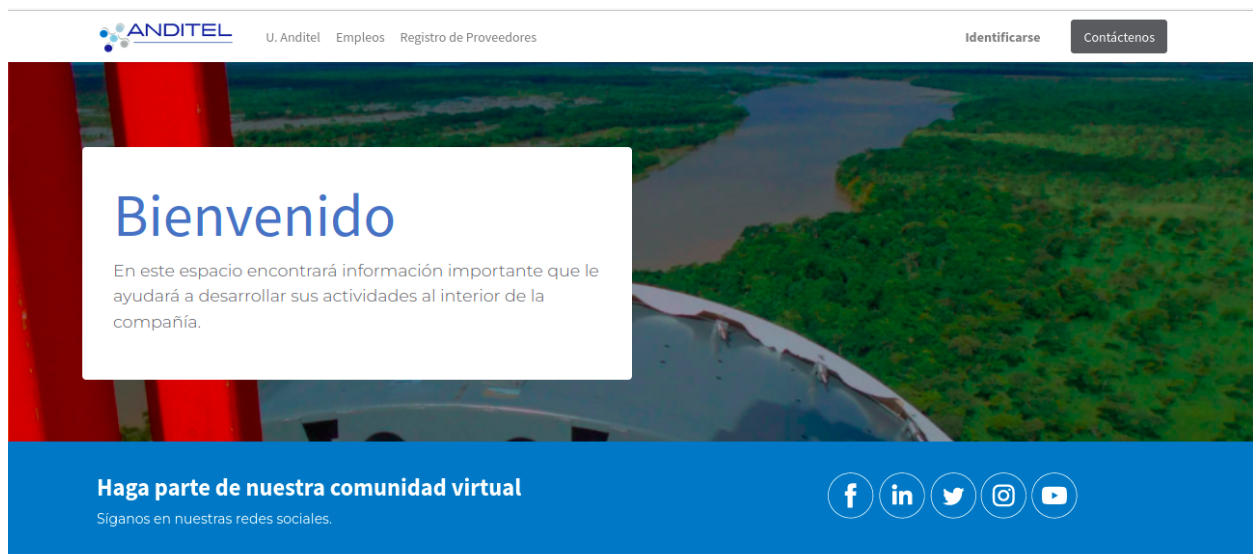 ANDITEL
U. Anditel Empleos Registro de Proveedores
Identificarse
Contáctenos
Bienvenido
En este espacio encontrará información importante que le
ayudará a desarrollar sus actividades al interior de la
compañía.
Haga parte de nuestra comunidad virtual
Síganos en nuestras redes sociales.